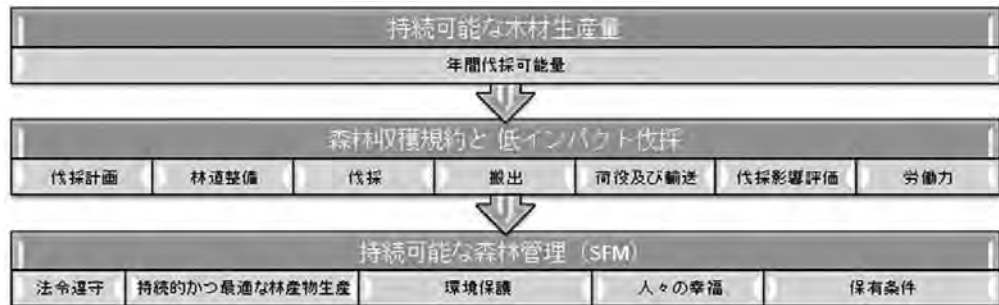 持続可能な木材生産量
年間伐採可能量
森林収穫規約と 低インパクト伐採
伐採計画 林道整備 伐採 搬出 荷役及び輸送 伐採影響評価 労働力
持続可能な森林管理（SFM）
法令遵守 持続的かつ最適な林産物生産 環境保護 人々の幸福 保有条件